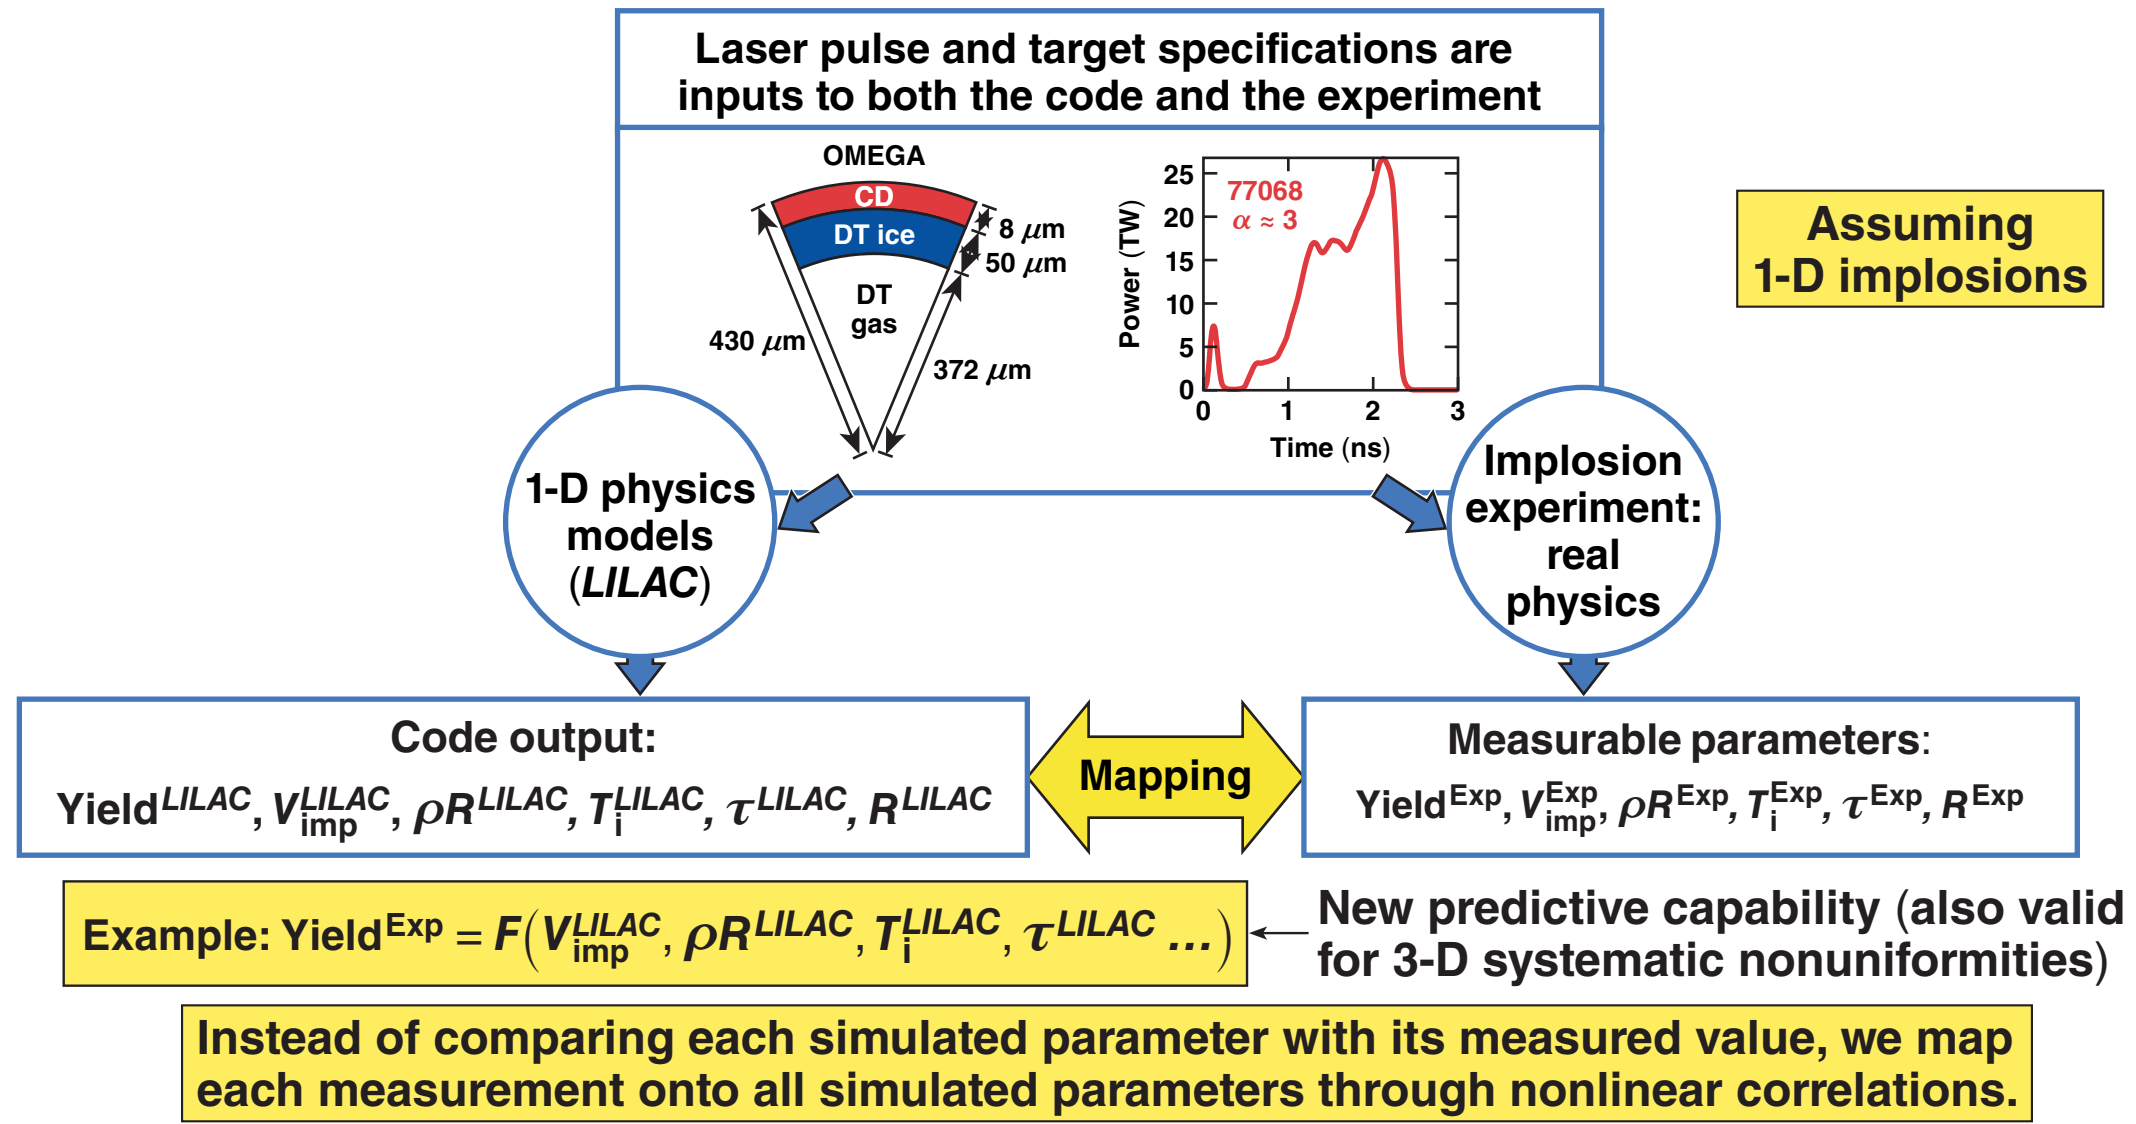 Laser pulse and target specifications are
inputs to both the code and the experiment
OMEGA
CD
DT ice
DT
gas
8 μm
50 μm
430 μm
372 μm
77068
α ≈ 3
Power (TW)
25
20
15
10
5
0
0 1 2 3
Time (ns)
Assuming
1-D implosions
1-D physics
models
(LILAC)
Implosion
experiment:
real
physics
Code output:
Yield^LILAC, V_imp^LILAC, ρR^LILAC, T_i^LILAC, τ^LILAC, R^LILAC
Mapping
Measurable parameters:
Yield^Exp, V_imp^Exp, ρR^Exp, T_i^Exp, τ^Exp, R^Exp
Example: Yield^Exp = F(V_imp^LILAC, ρR^LILAC, T_i^LILAC, τ^LILAC ...)
New predictive capability (also valid
for 3-D systematic nonuniformities)
Instead of comparing each simulated parameter with its measured value, we map
each measurement onto all simulated parameters through nonlinear correlations.